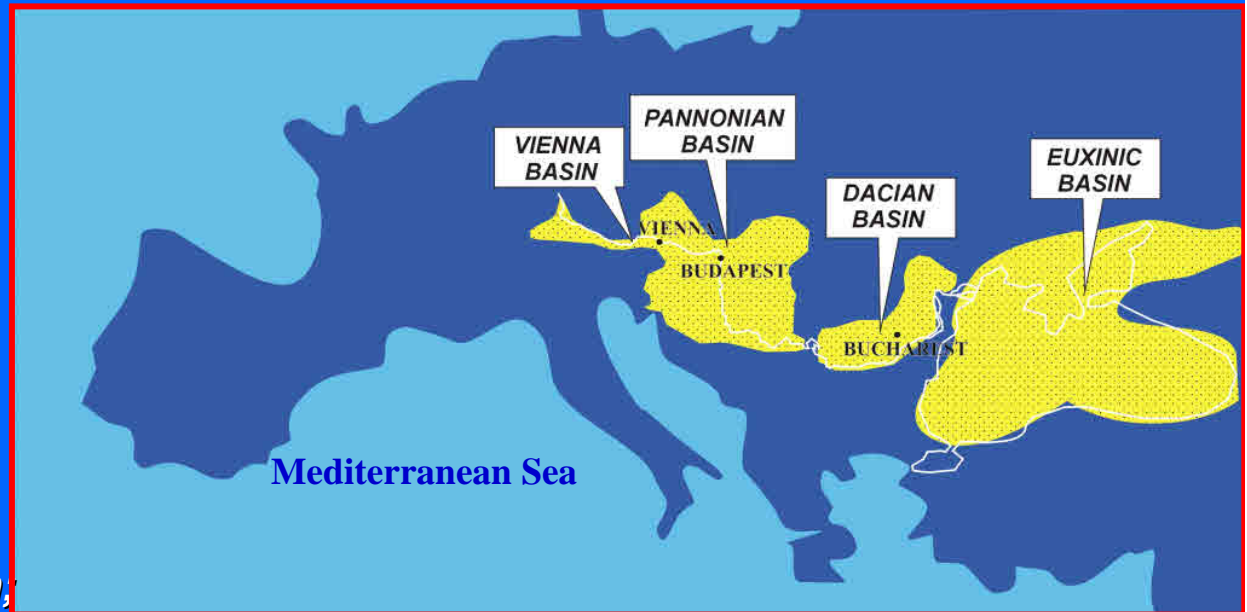 PANNONIAN
BASIN
VIENNA
BASIN
EUXINIC
BASIN
DACIAN
BASIN
VIENNA
BUDAPEST
BUCHAREST
Mediterranean Sea